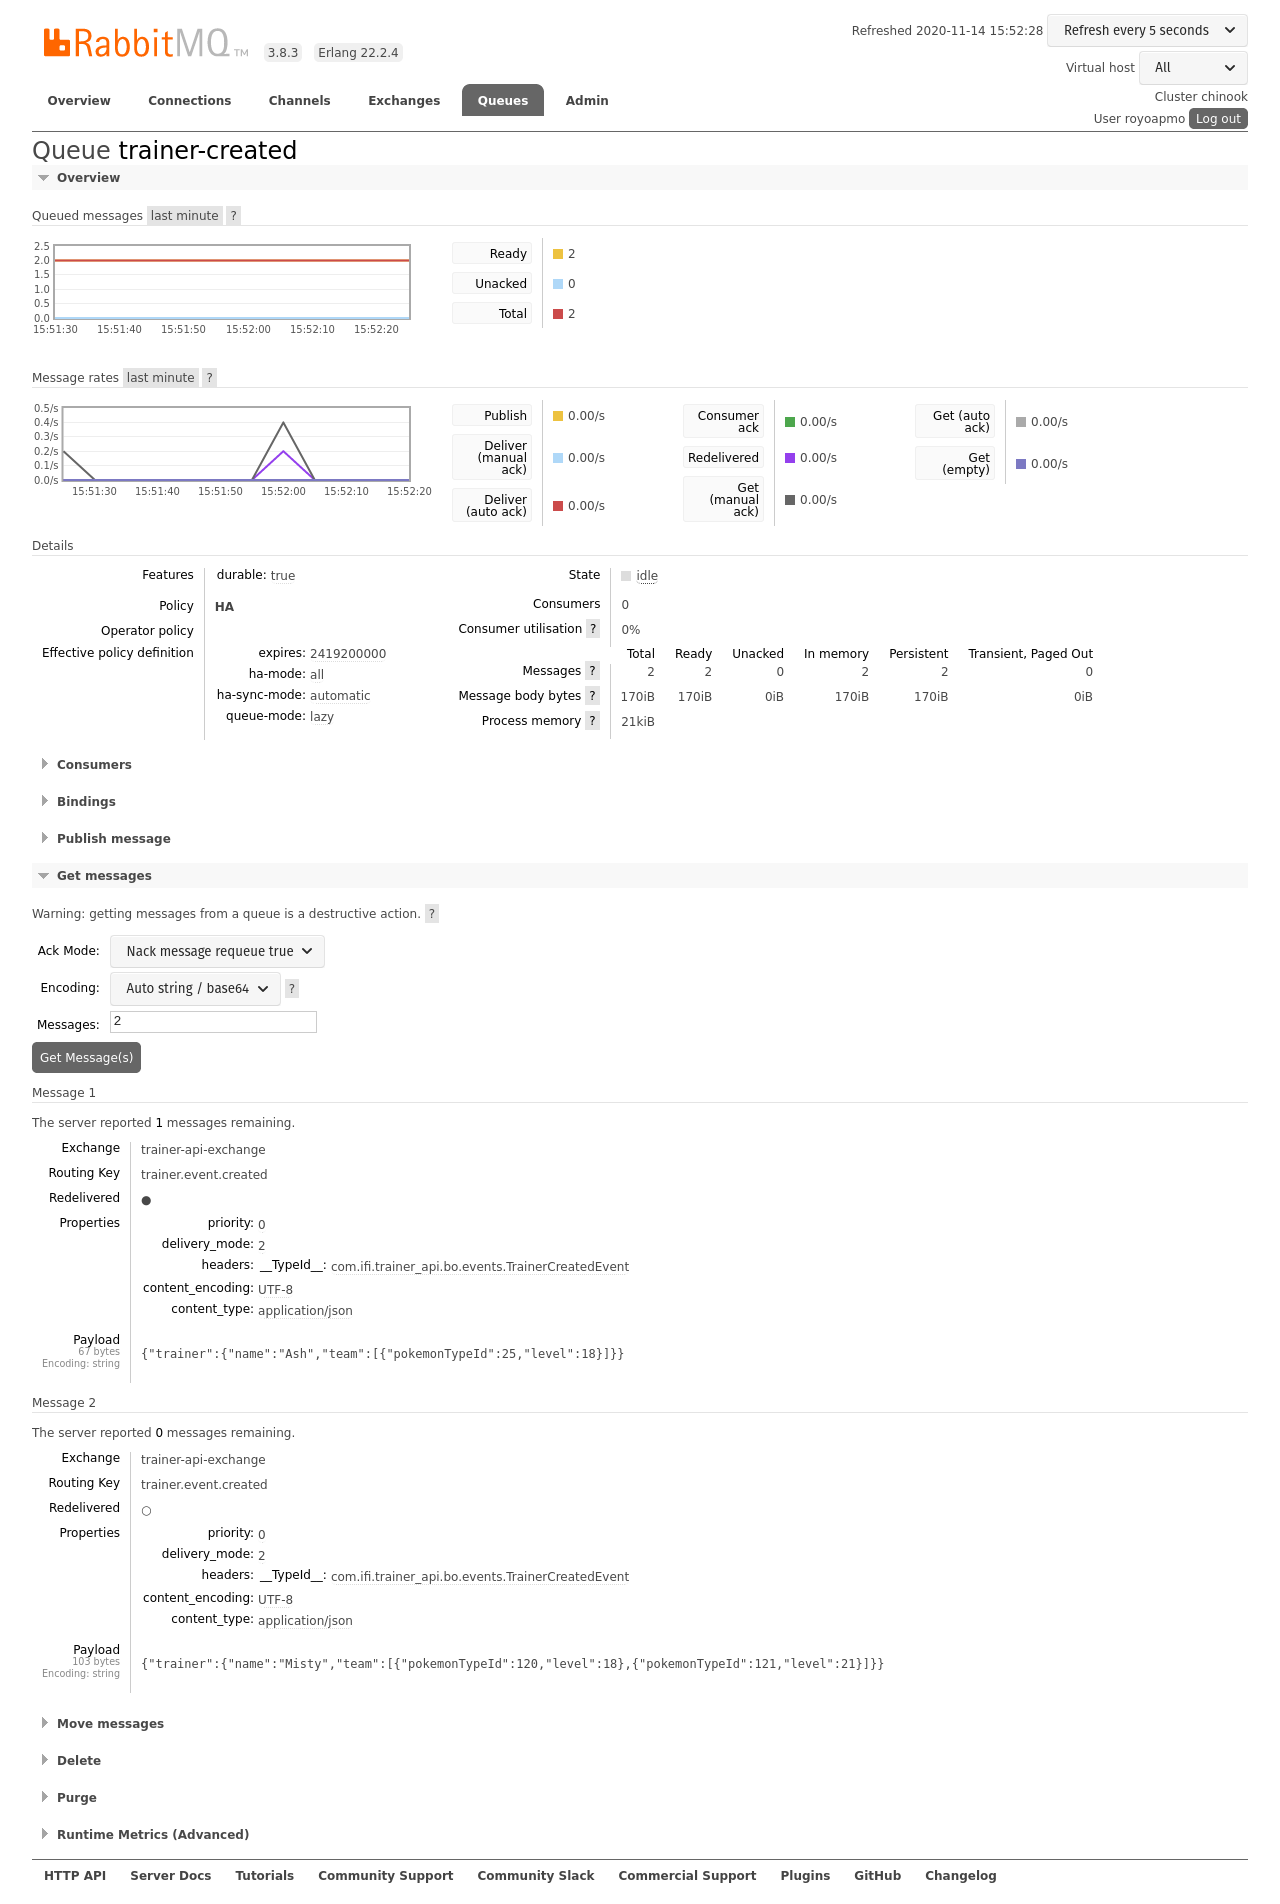 RabbitMQ TM 3.8.3 Erlang 22.2.4
Refreshed 2020-11-14 15:52:28 Refresh every 5 seconds
Virtual host All
Cluster chinook
User royoapmo Log out
Overview Connections Channels Exchanges Queues Admin
Queue trainer-created
Overview
Queued messages last minute ?
2.5
2.0
1.5
1.0
0.5
0.0
15:51:30 15:51:40 15:51:50 15:52:00 15:52:10 15:52:20
Ready 2
Unacked 0
Total 2
Message rates last minute ?
0.5/s
0.4/s
0.3/s
0.2/s
0.1/s
0.0/s
15:51:30 15:51:40 15:51:50 15:52:00 15:52:10 15:52:20
Publish 0.00/s
Deliver
(manual 0.00/s
ack)
Deliver
(auto ack) 0.00/s
Consumer
ack 0.00/s
Redelivered 0.00/s
Get
(manual 0.00/s
ack)
Get (auto
ack) 0.00/s
Get
(empty) 0.00/s
Details
Features durable: true
Policy HA
Operator policy
Effective policy definition expires: 2419200000
ha-mode: all
ha-sync-mode: automatic
queue-mode: lazy
State idle
Consumers 0
Consumer utilisation ? 0%
Total Ready Unacked In memory Persistent Transient, Paged Out
Messages ? 2 2 0 2 2 0
Message body bytes ? 170iB 170iB 0iB 170iB 170iB 0iB
Process memory ? 21kiB
Consumers
Bindings
Publish message
Get messages
Warning: getting messages from a queue is a destructive action. ?
Ack Mode: Nack message requeue true
Encoding: Auto string / base64 ?
Messages: 2
Get Message(s)
Message 1
The server reported 1 messages remaining.
Exchange trainer-api-exchange
Routing Key trainer.event.created
Redelivered ●
Properties priority: 0
delivery_mode: 2
headers: __TypeId__: com.ifi.trainer_api.bo.events.TrainerCreatedEvent
content_encoding: UTF-8
content_type: application/json
Payload
67 bytes
Encoding: string
{"trainer":{"name":"Ash","team":[{"pokemonTypeId":25,"level":18}]}}
Message 2
The server reported 0 messages remaining.
Exchange trainer-api-exchange
Routing Key trainer.event.created
Redelivered ○
Properties priority: 0
delivery_mode: 2
headers: __TypeId__: com.ifi.trainer_api.bo.events.TrainerCreatedEvent
content_encoding: UTF-8
content_type: application/json
Payload
103 bytes
Encoding: string
{"trainer":{"name":"Misty","team":[{"pokemonTypeId":120,"level":18},{"pokemonTypeId":121,"level":21}]}}
Move messages
Delete
Purge
Runtime Metrics (Advanced)
HTTP API Server Docs Tutorials Community Support Community Slack Commercial Support Plugins GitHub Changelog